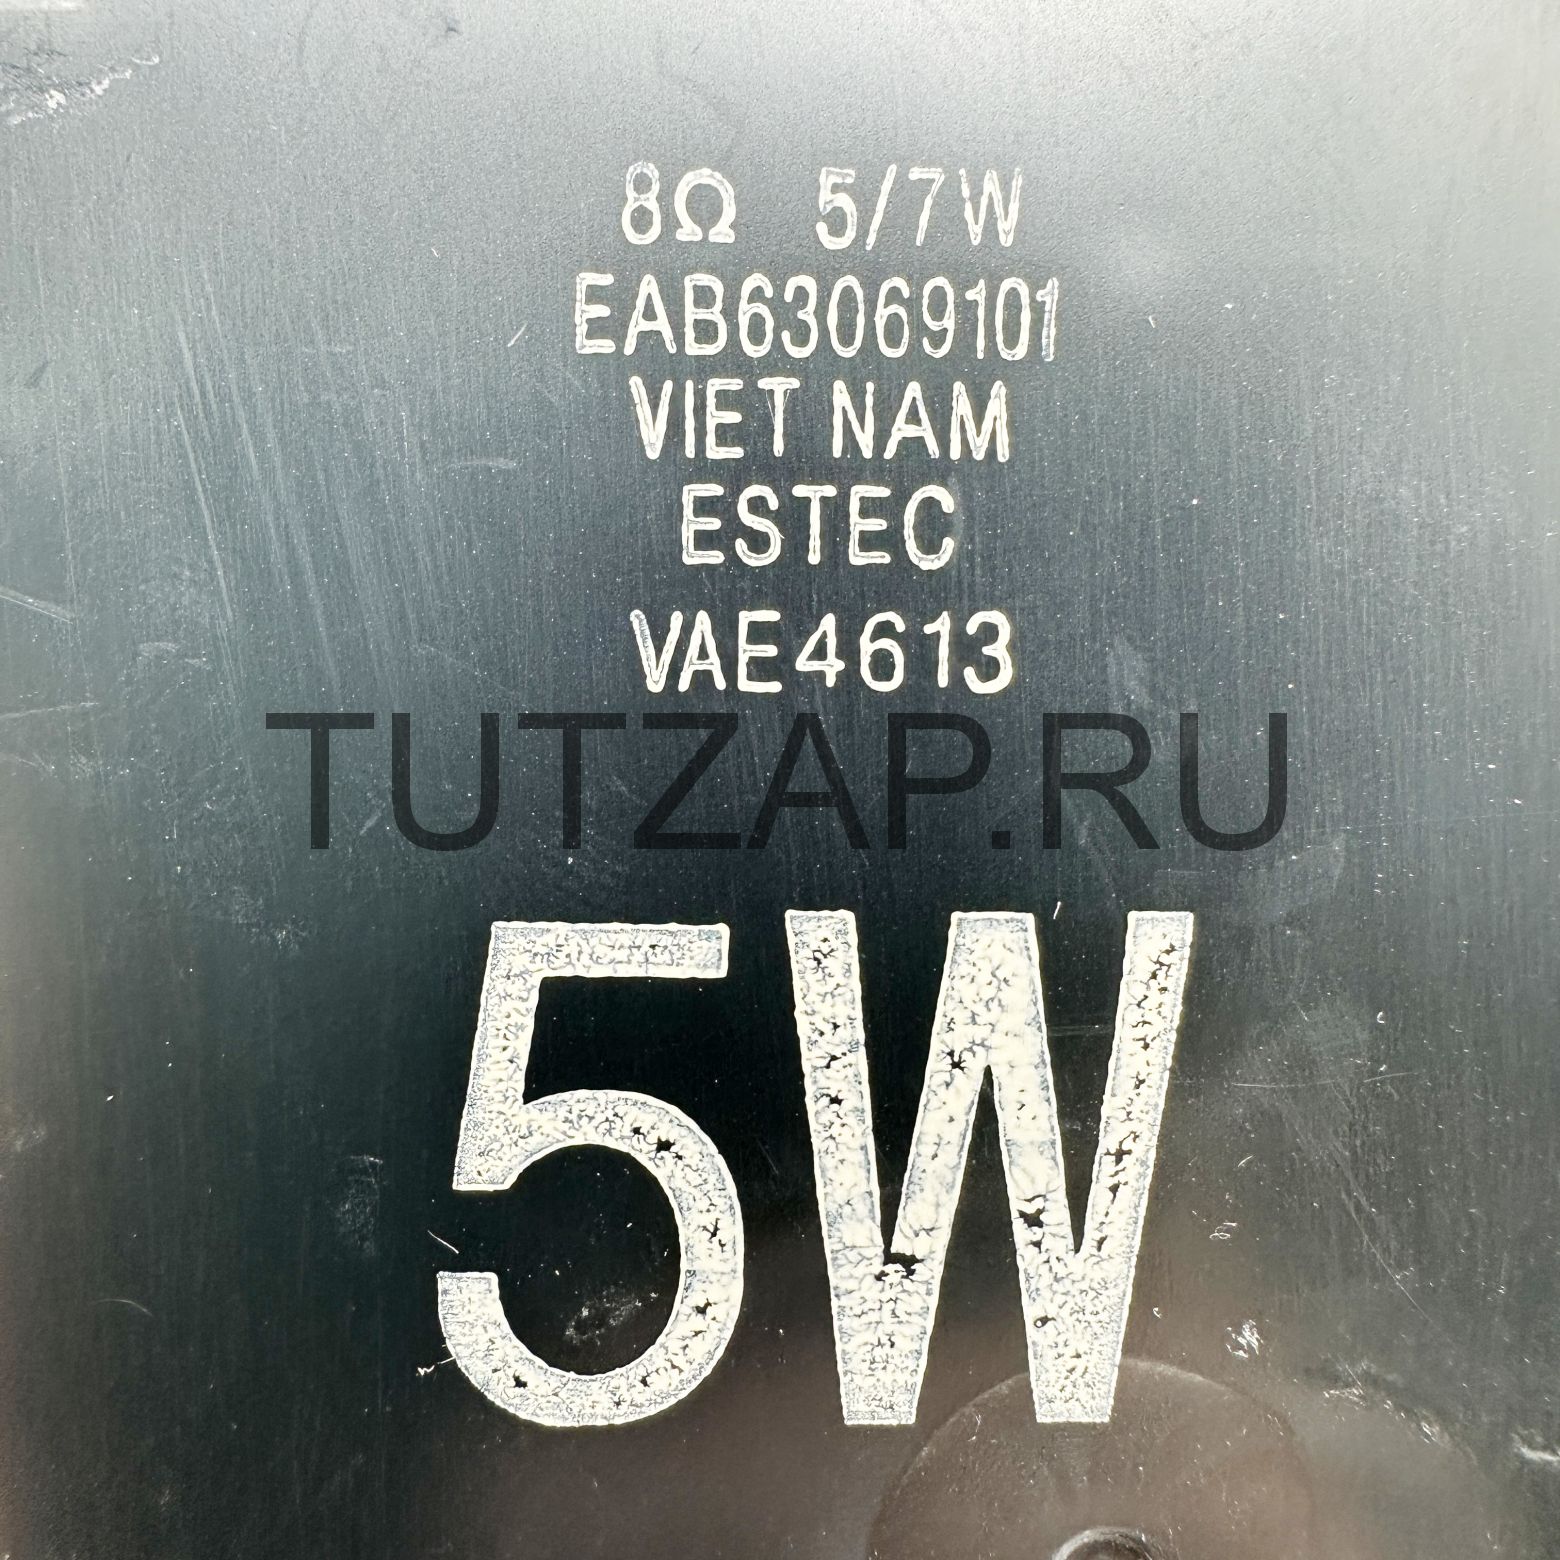 8Ω 5/7W
EAB63069101
VIET NAM
ESTEC
VAE4613
TUTZAP.RU
5W